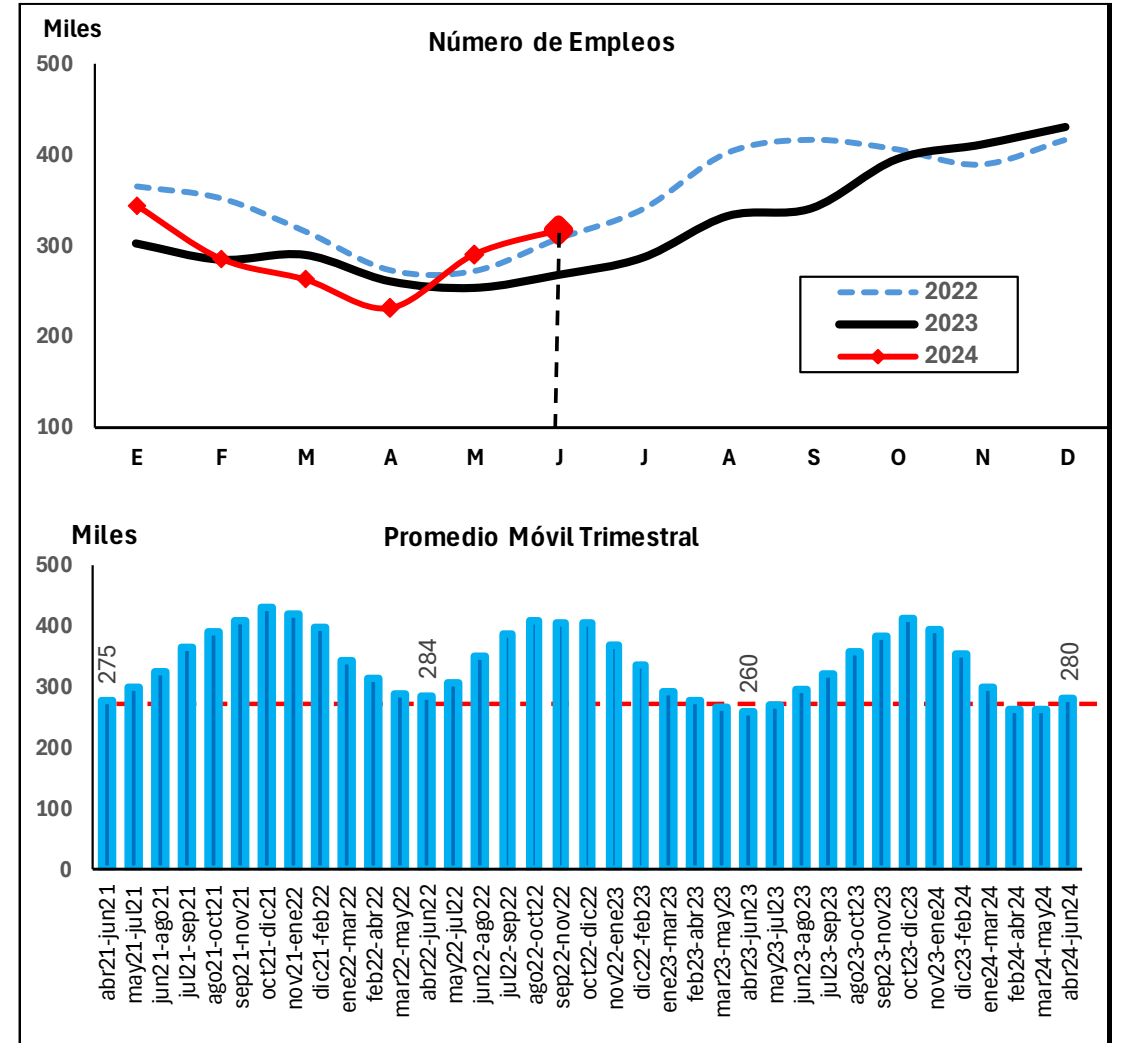 Miles
Número de Empleos
500
400
300
200
100
E F M A M J J A S O N D
2022
2023
2024
Miles
Promedio Móvil Trimestral
500
400
300
200
100
0
275
284
260
280
abr21-jun21
may21-jul21
jun21-ago21
jul21-sep21
ago21-oct21
sep21-nov21
oct21-dic21
nov21-ene22
dic21-feb22
ene22-mar22
feb22-abr22
mar22-may22
abr22-jun22
may22-jul22
jun22-ago22
jul22-sep22
ago22-oct22
sep22-nov22
oct22-dic22
nov22-ene23
dic22-feb23
ene23-mar23
feb23-abr23
mar23-may23
abr23-jun23
may23-jul23
jun23-ago23
jul23-sep23
ago23-oct23
sep23-nov23
oct23-dic23
nov23-ene24
dic23-feb24
ene24-mar24
feb24-abr24
mar24-may24
abr24-jun24